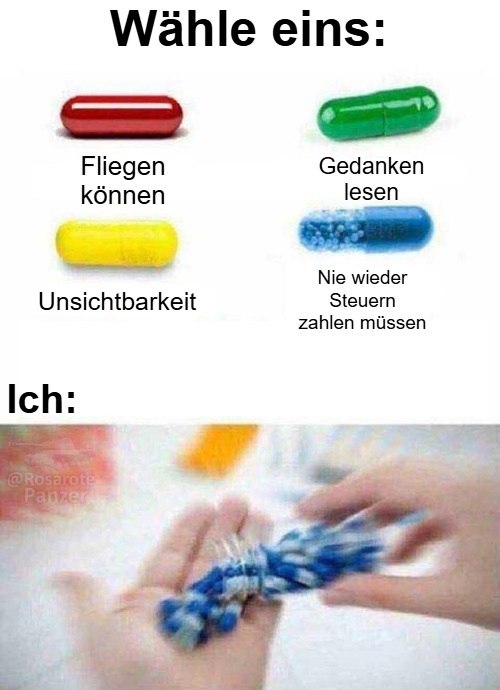 Wähle eins:
Fliegen
können
Gedanken
lesen
Unsichtbarkeit
Nie wieder
Steuern
zahlen müssen
Ich:
@Rosarote
Panzer